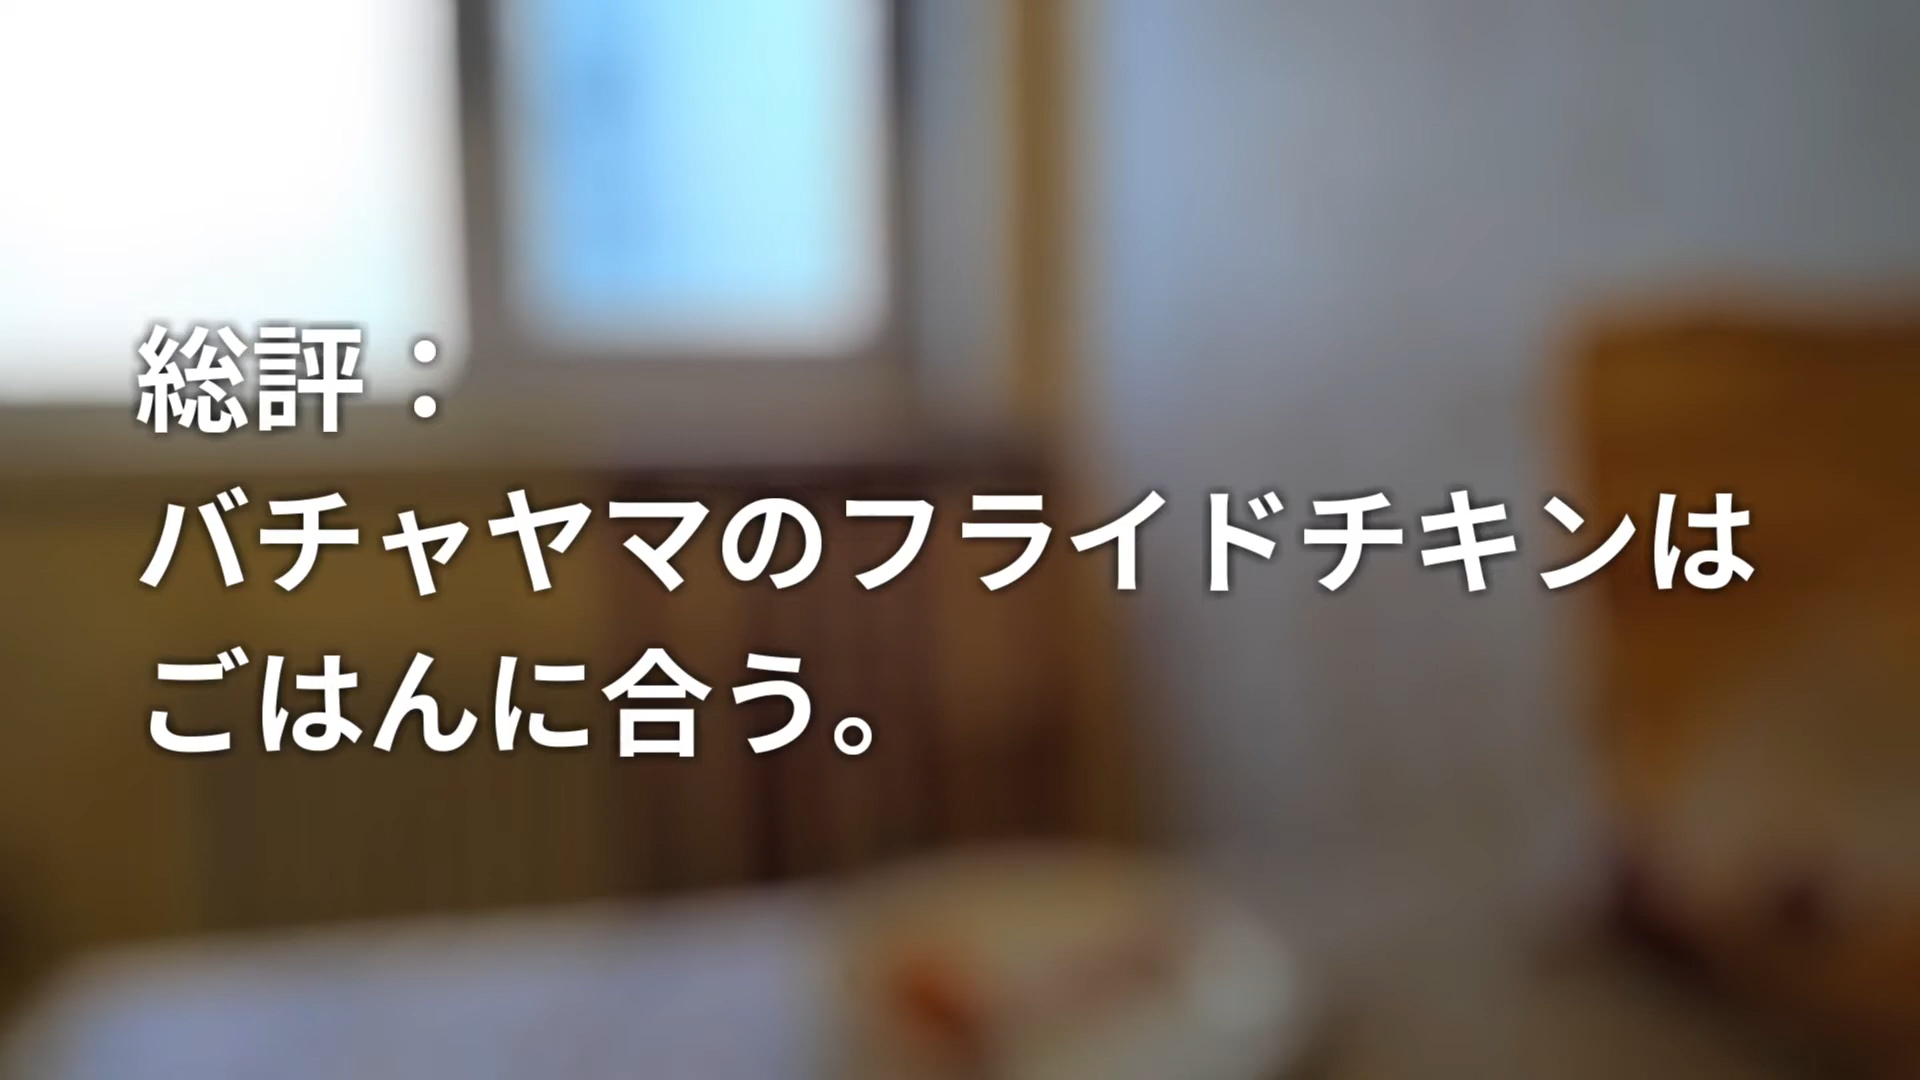 総評：
バチャヤマのフライドチキンは
ごはんに合う。